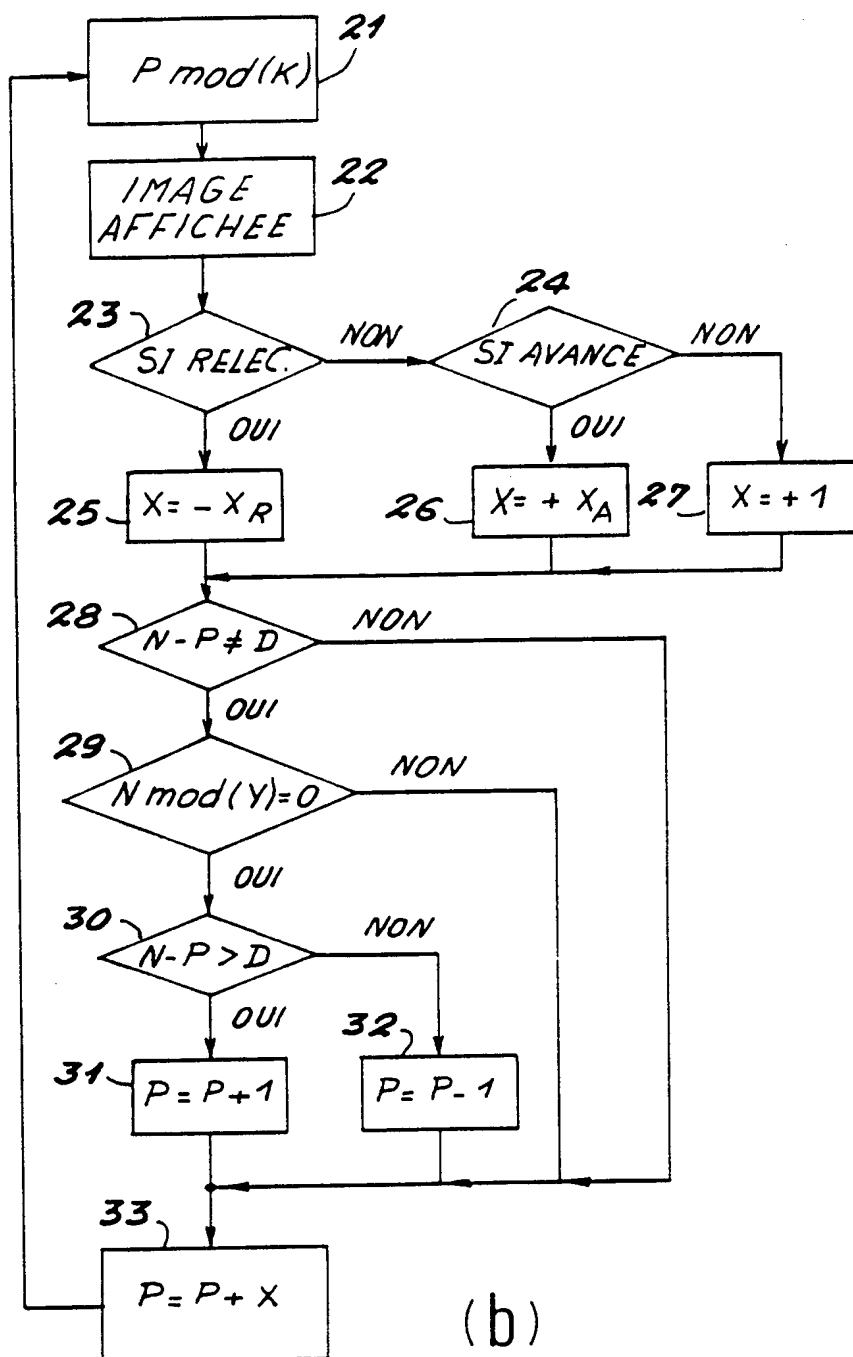 21
P mod(K)
IMAGE
AFFICHEE
22
23
SI RELEC.
NON
24
SI AVANCE
NON
OUI
OUI
25
X = - X_R
26
X = + X_A
27
X = + 1
28
N - P ≠ D
NON
OUI
29
N mod (Y) = 0
NON
OUI
30
N - P > D
NON
OUI
31
P = P + 1
32
P = P - 1
33
P = P + X
(b)